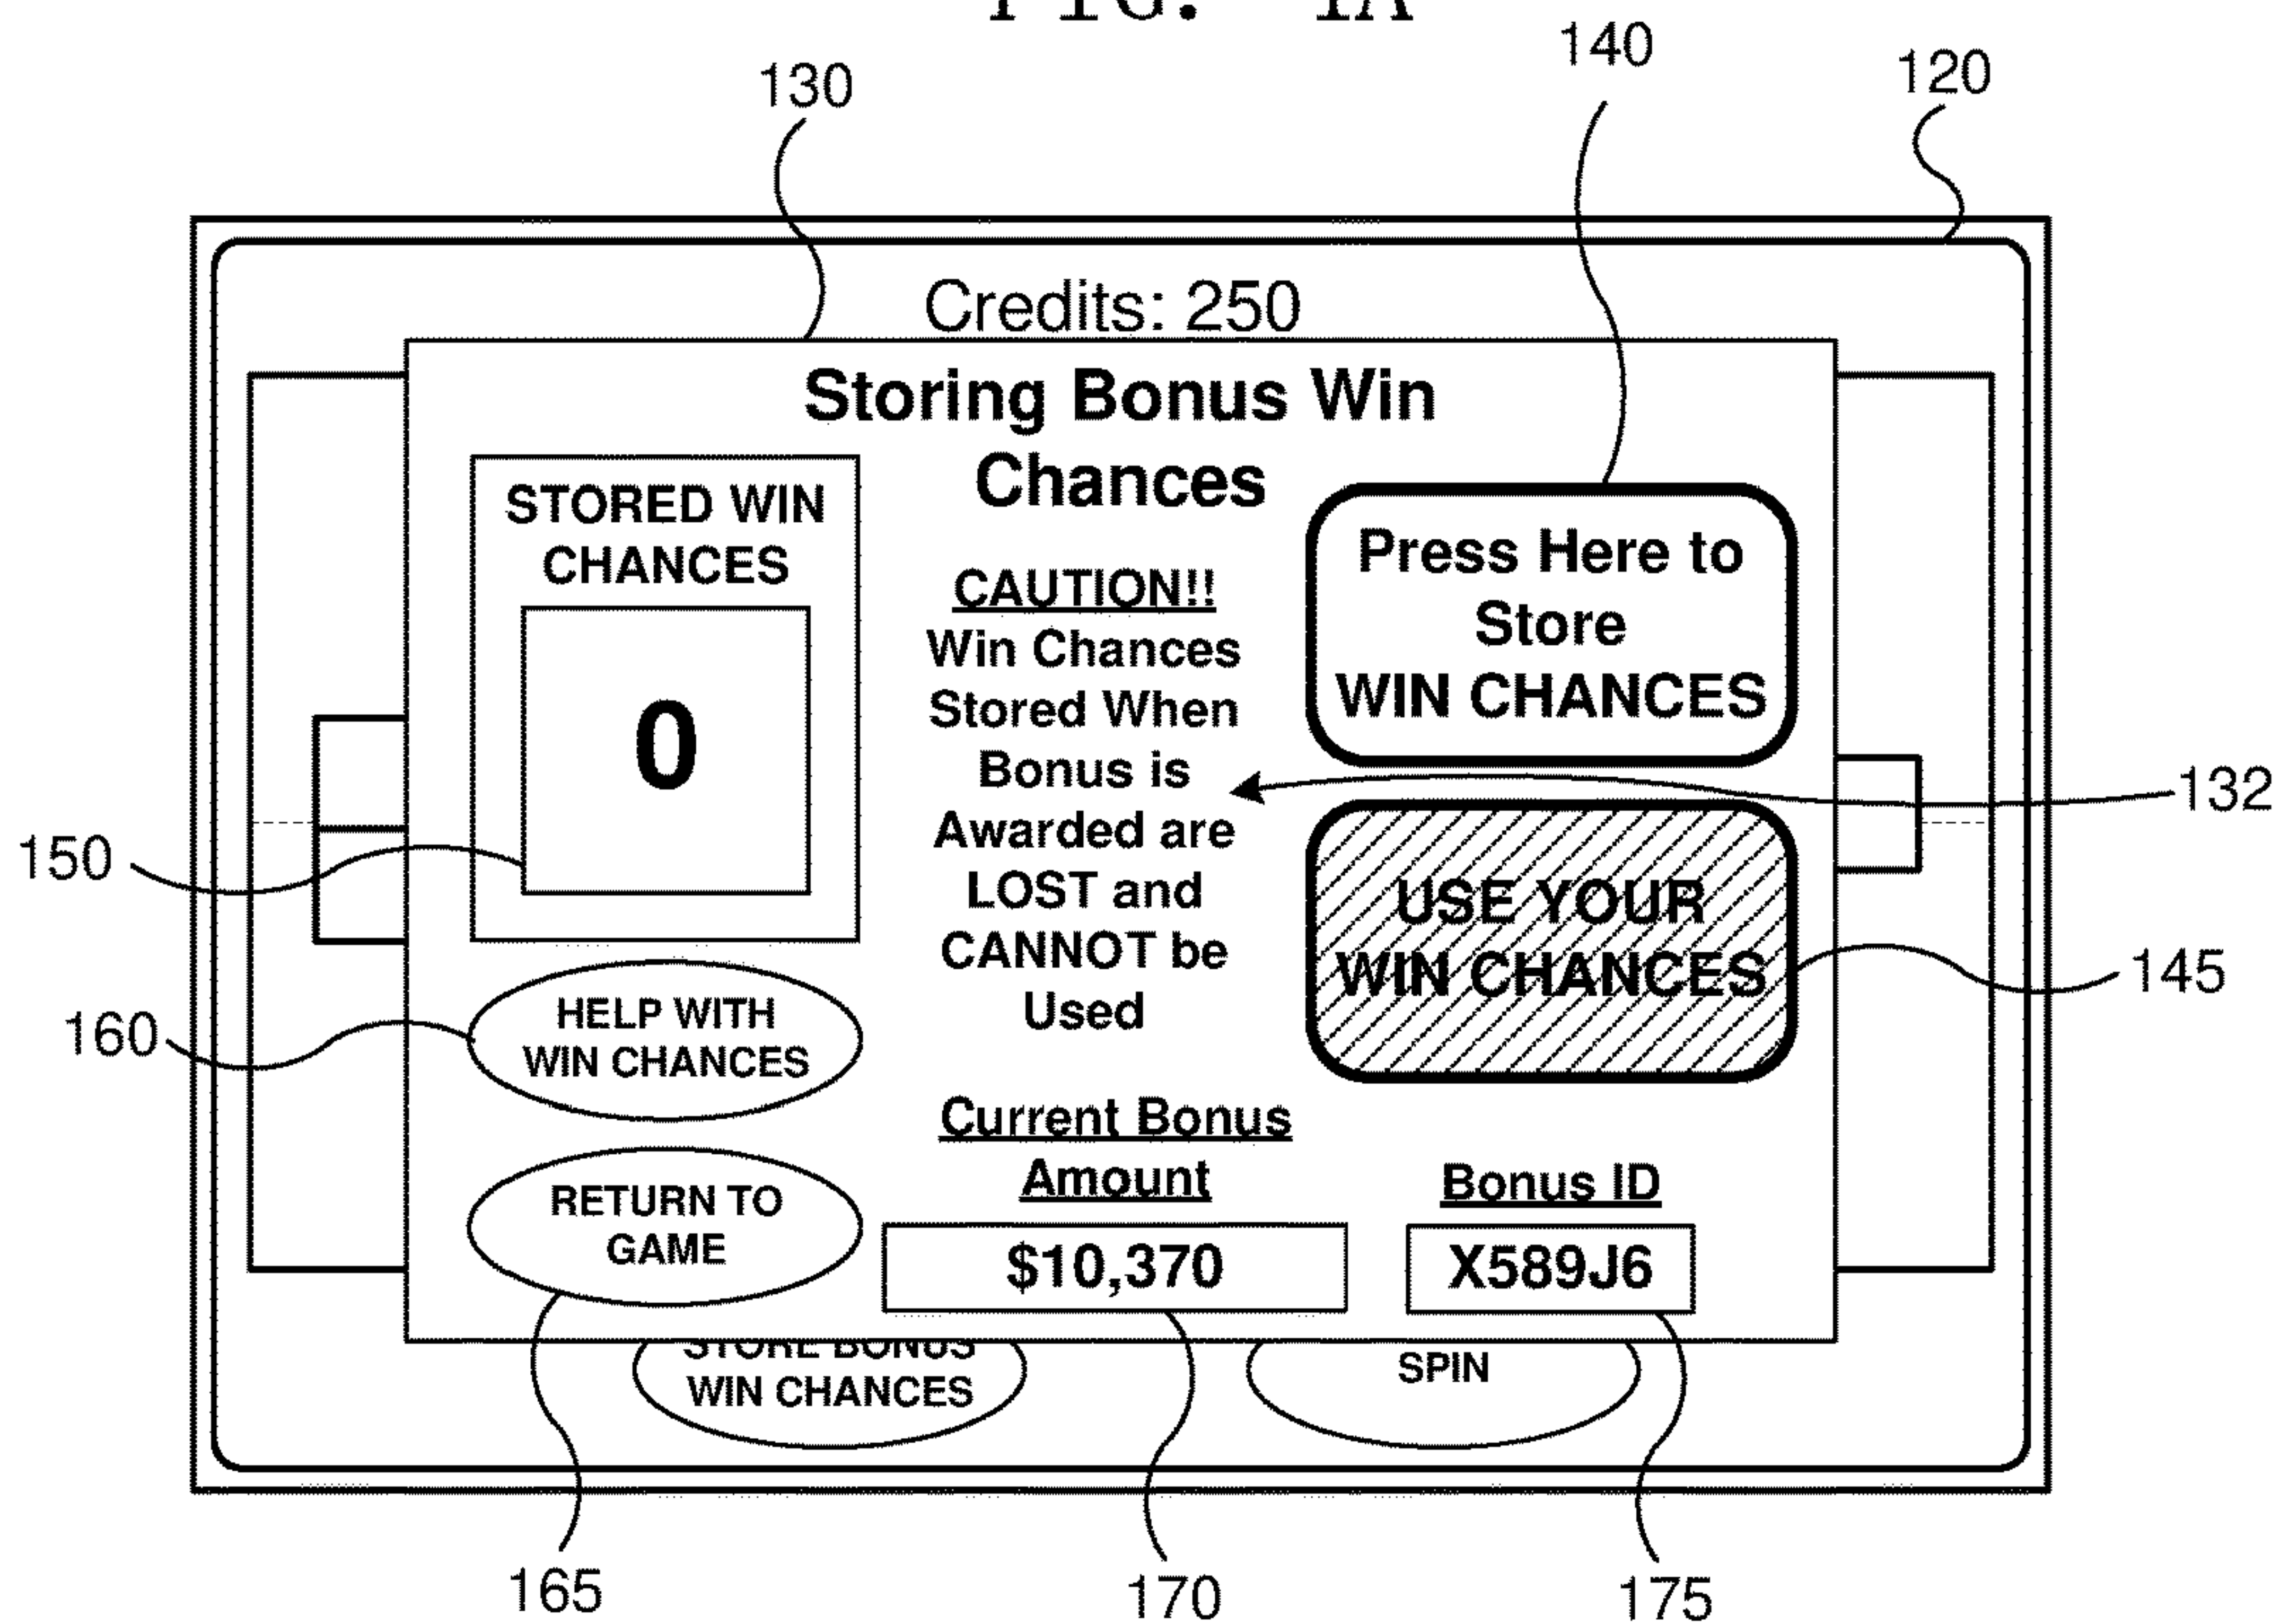 140
130
120
Credits: 250
Storing Bonus Win
Chances
STORED WIN
CHANCES
0
CAUTION!!
Win Chances
Stored When
Bonus is
Awarded are
LOST and
CANNOT be
Used
Press Here to
Store
WIN CHANCES
132
USE YOUR
WIN CHANCES
150
145
160
HELP WITH
WIN CHANCES
RETURN TO
GAME
Current Bonus
Amount
$10,370
Bonus ID
X589J6
STORE BONUS
WIN CHANCES
SPIN
165
170
175